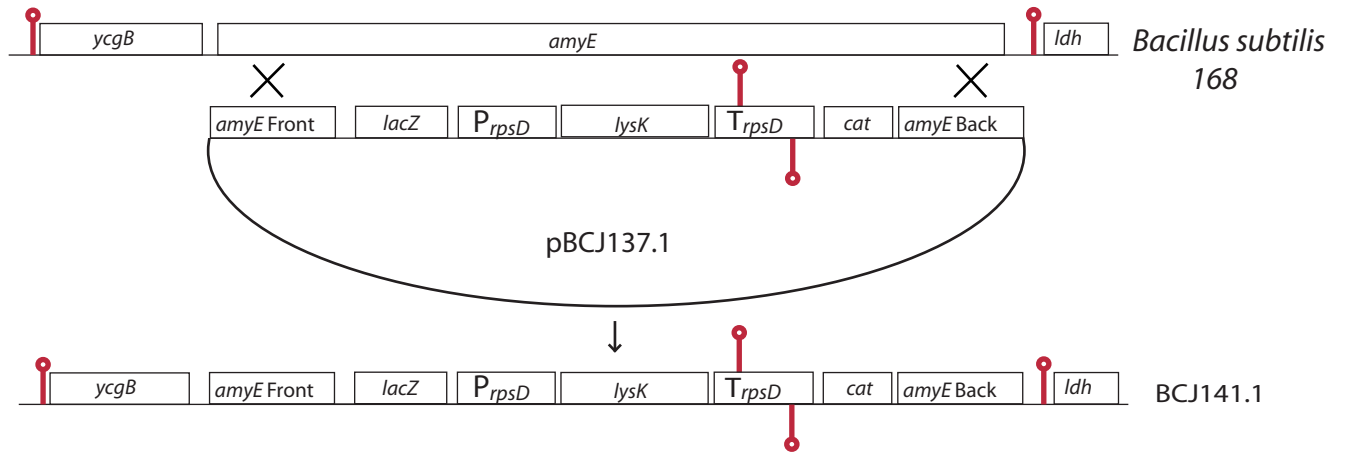 ycgB amyE ldh Bacillus subtilis
168
amyE Front lacZ PrpsD lysK TrpsD cat amyE Back
pBCJ137.1
ycgB amyE Front lacZ PrpsD lysK TrpsD cat amyE Back ldh BCJ141.1